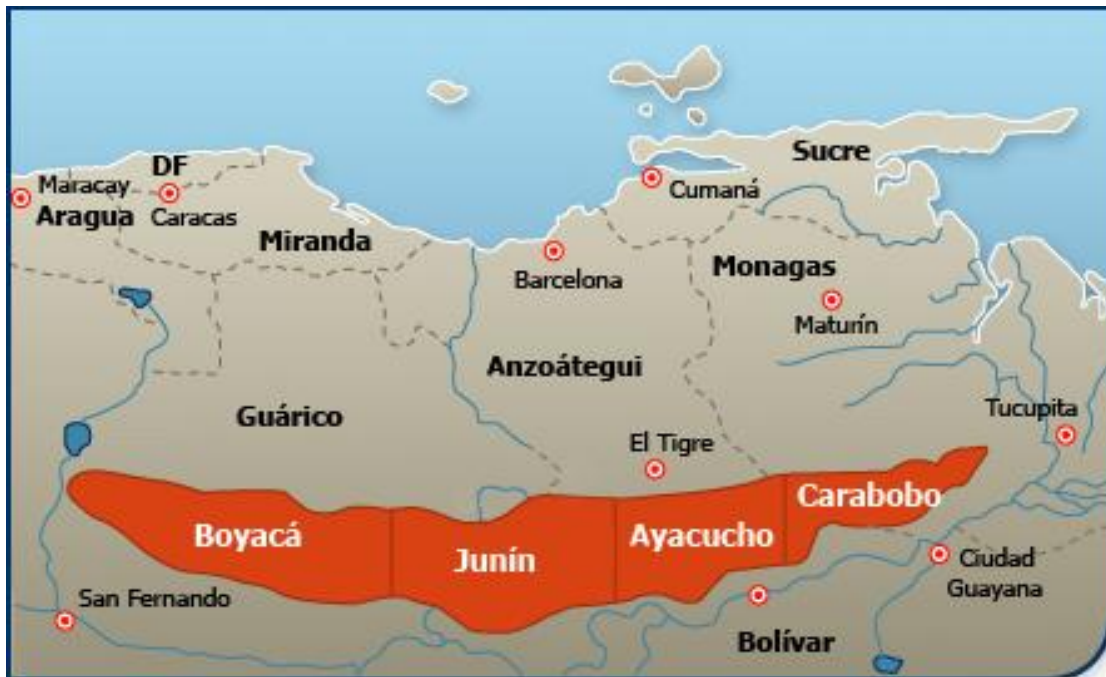 DF
Sucre
Maracay
Cumaná
Aragua
Caracas
Miranda
Monagas
Barcelona
Maturín
Anzoátegui
Guárico
Tucupita
El Tigre
Carabobo
Boyacá
Ayacucho
Junín
Ciudad
Guayana
San Fernando
Bolívar